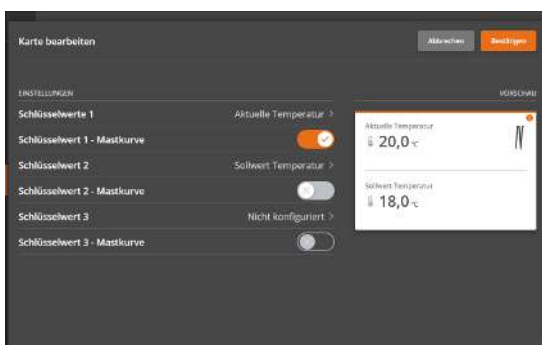 Karte bearbeiten
Abbrechen
Bestätigen
EINSTELLUNGEN
VORSCHAU
Schlüsselwerte 1
Aktuelle Temperatur >
Schlüsselwert 1 - Mastkurve
Schlüsselwert 2
Sollwert Temperatur >
Schlüsselwert 2 - Mastkurve
Schlüsselwert 3
Nicht konfiguriert >
Schlüsselwert 3 - Mastkurve
Aktuelle Temperatur
20,0 °C
Sollwert Temperatur
18,0 °C